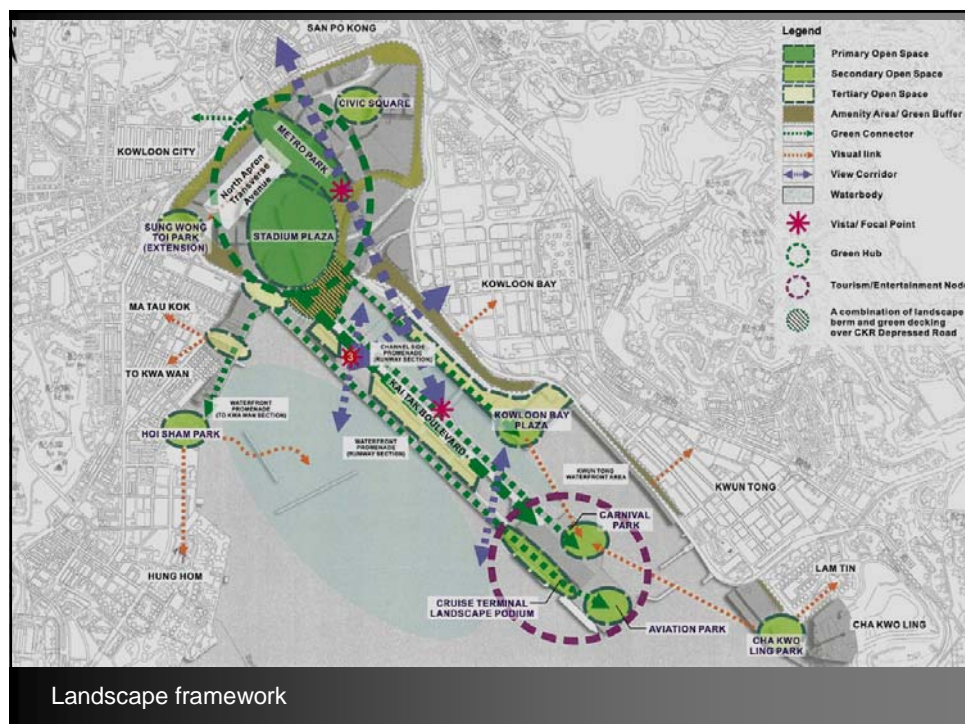 N
SAN PO KONG
CIVIC SQUARE
METRO PARK
KOWLOON CITY
North Apron
Transverse
Avenue
SUNG WONG
TOI PARK
(EXTENSION)
STADIUM PLAZA
MA TAU KOK
KOWLOON BAY
CHANNEL SIDE
PROMENADE
(RUNWAY SECTION)
3
TO KWA WAN
KAI TAK BOULEVARD
WATERFRONT
PROMENADE
(TO KWA WAN SECTION)
KOWLOON BAY
PLAZA
HOI SHAM PARK
WATERFRONT
PROMENADE
(RUNWAY SECTION)
KWUN TONG
WATERFRONT AREA
KWUN TONG
CARNIVAL
PARK
HUNG HOM
LAM TIN
CRUISE TERMINAL
LANDSCAPE PODIUM
AVIATION PARK
CHA KWO
LING PARK
CHA KWO LING
Legend
Primary Open Space
Secondary Open Space
Tertiary Open Space
Amenity Area/ Green Buffer
Green Connector
Visual link
View Corridor
Waterbody
Vista/ Focal Point
Green Hub
Tourism/Entertainment Node
A combination of landscape
berm and green decking
over CKR Depressed Road
Landscape framework